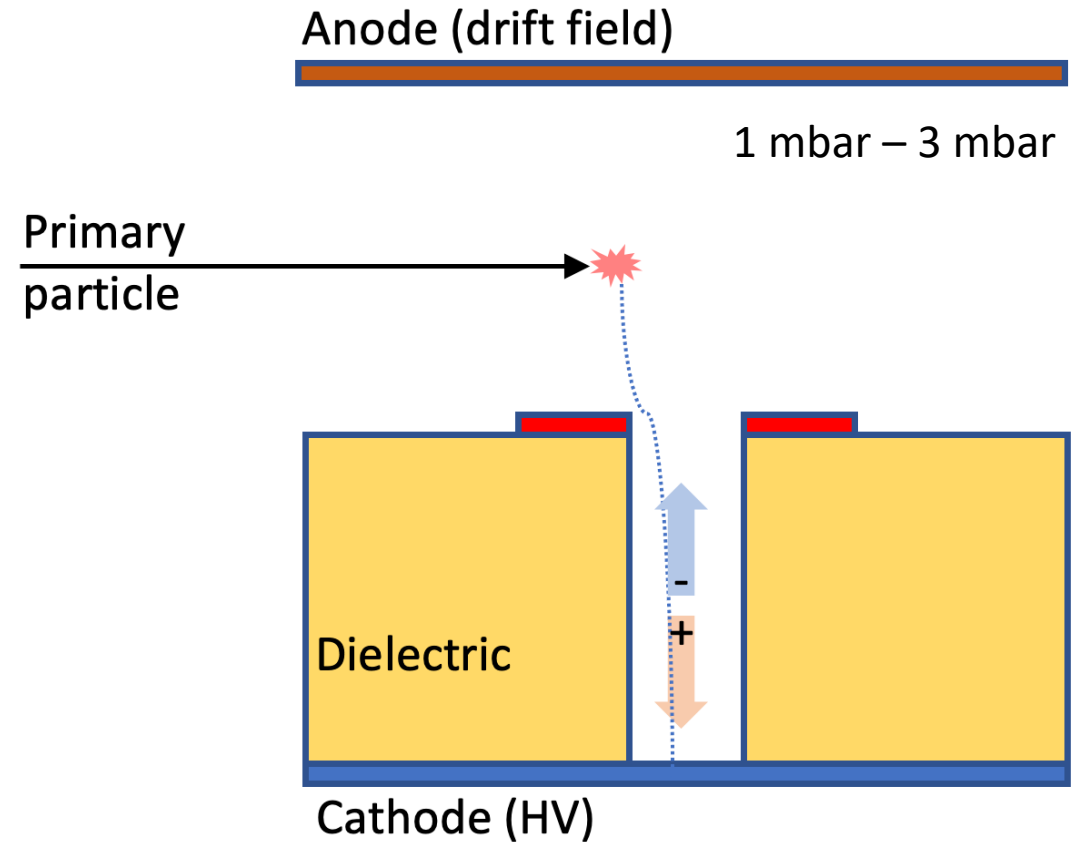 Anode (drift field)
1 mbar – 3 mbar
Primary
particle
-
+
Dielectric
Cathode (HV)